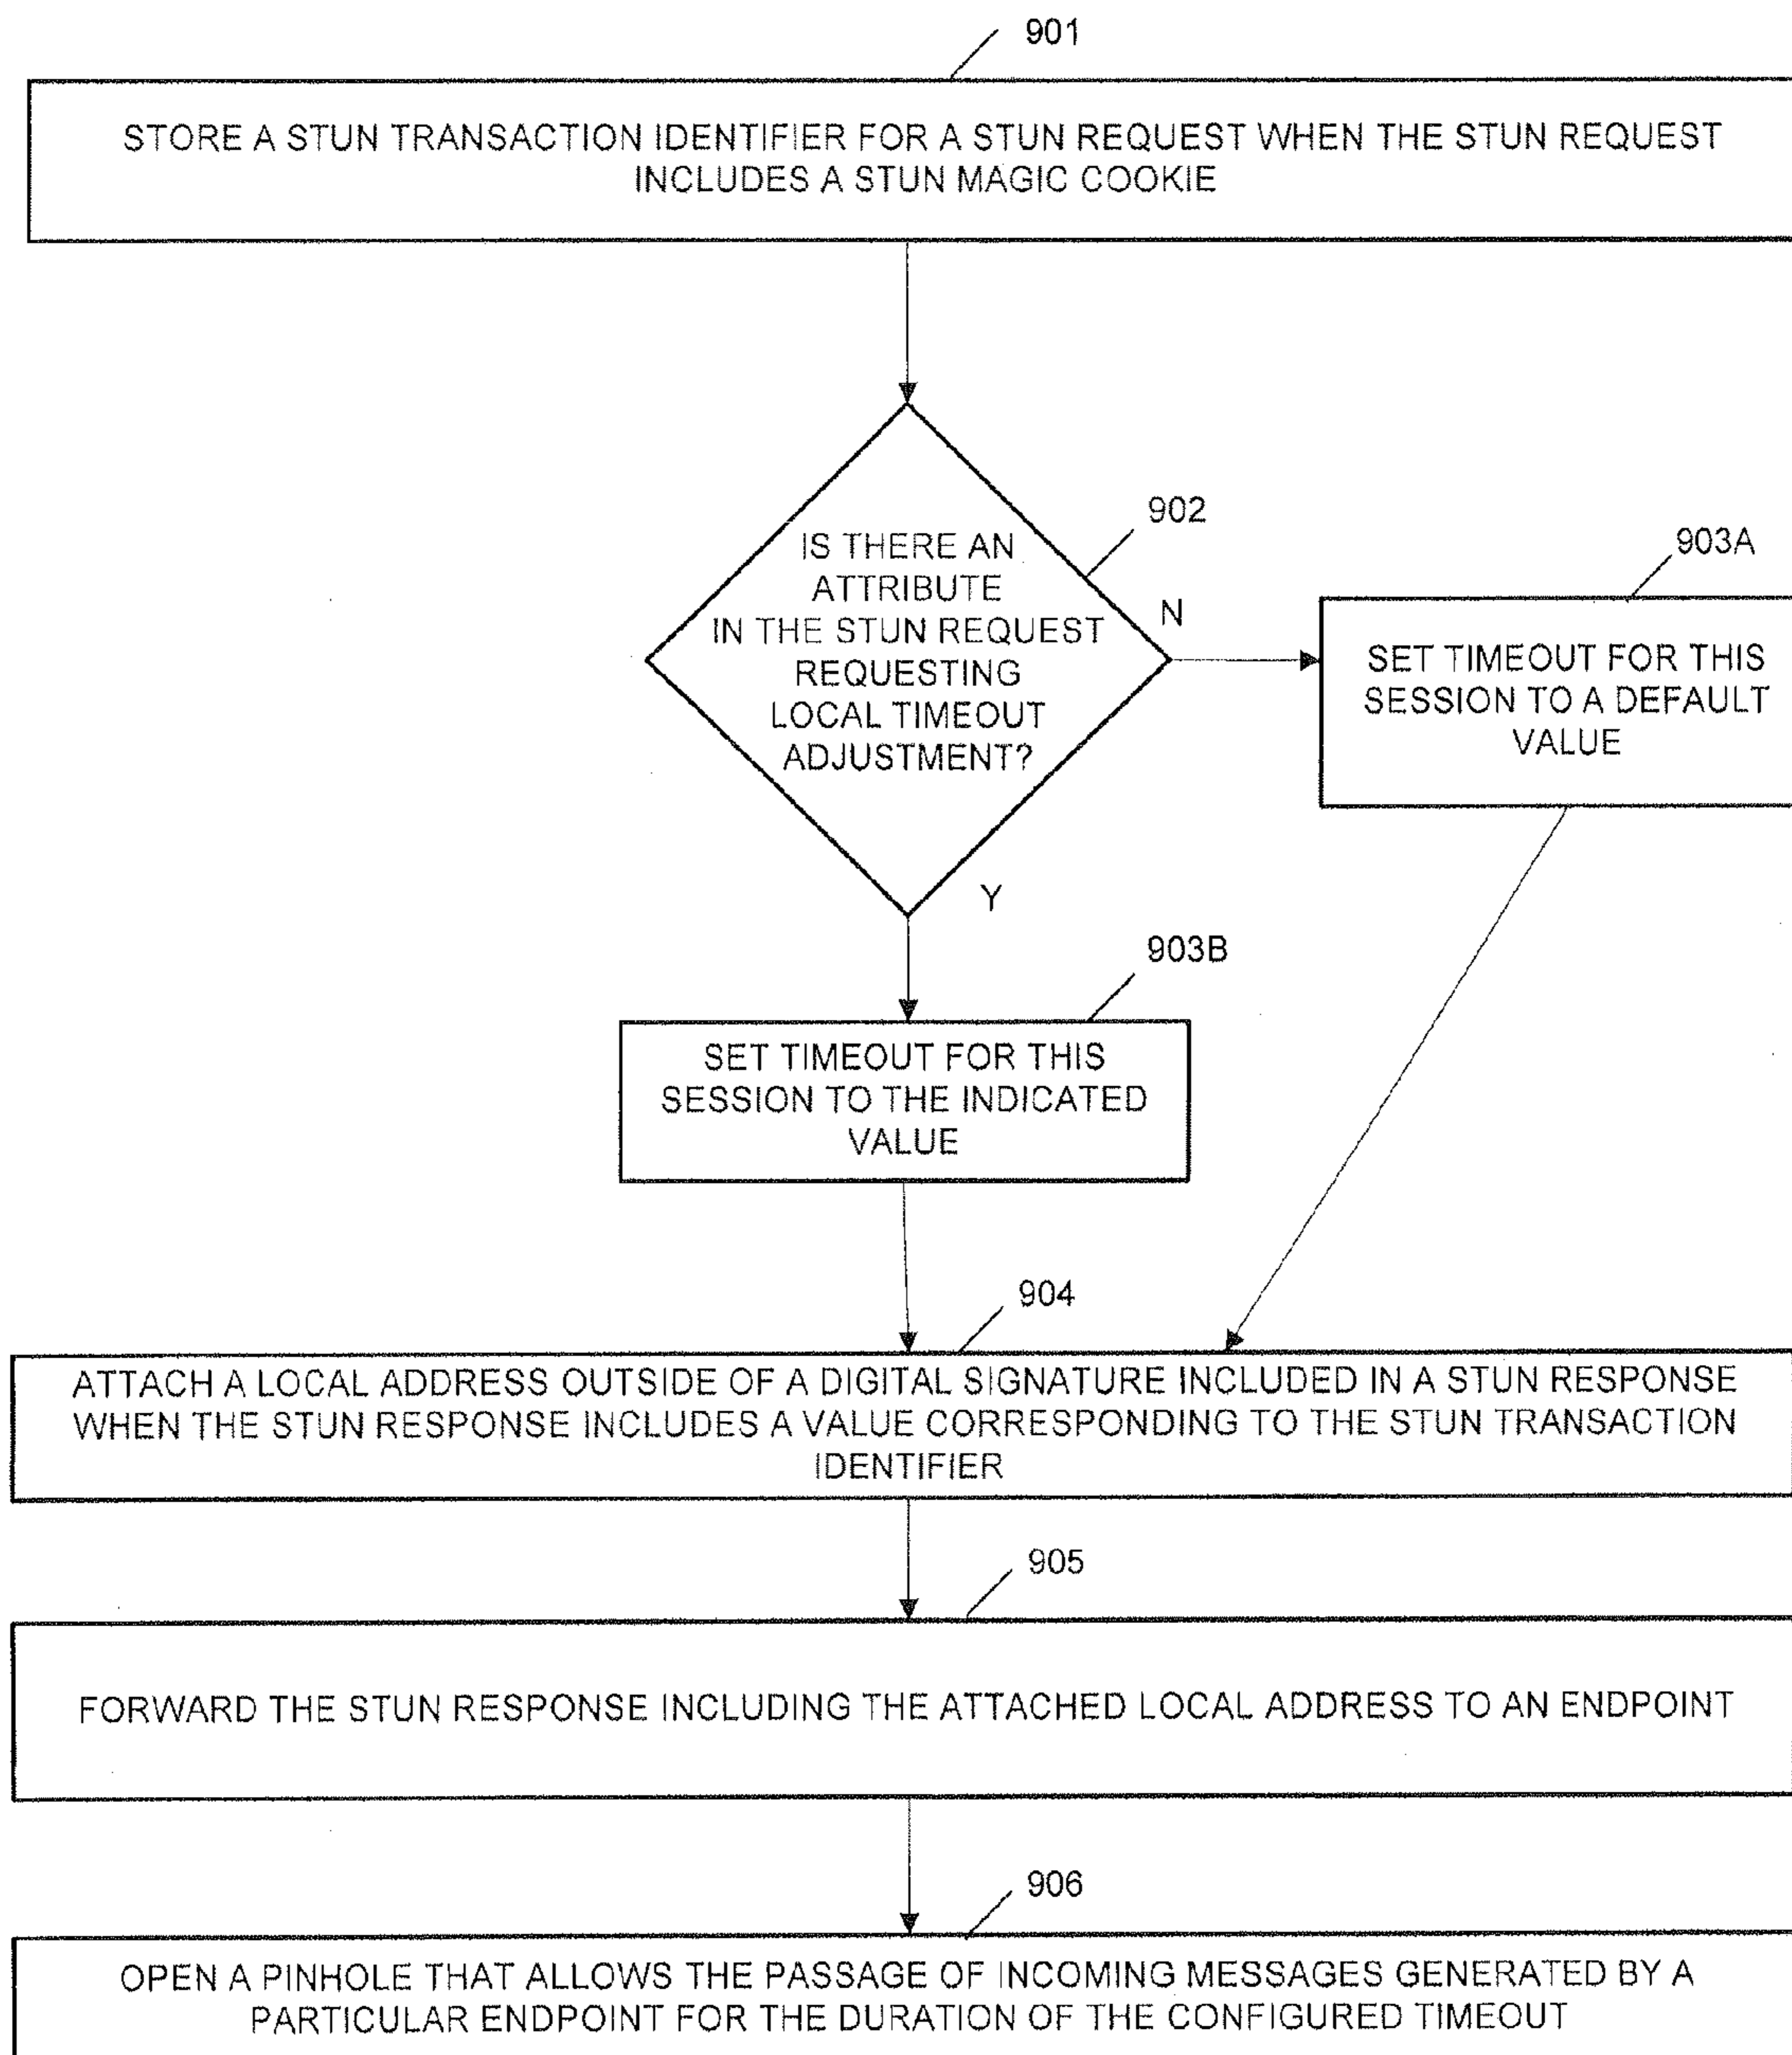 901
STORE A STUN TRANSACTION IDENTIFIER FOR A STUN REQUEST WHEN THE STUN REQUEST
INCLUDES A STUN MAGIC COOKIE
902
IS THERE AN
ATTRIBUTE
IN THE STUN REQUEST
REQUESTING
LOCAL TIMEOUT
ADJUSTMENT?
N
903A
SET TIMEOUT FOR THIS
SESSION TO A DEFAULT
VALUE
Y
903B
SET TIMEOUT FOR THIS
SESSION TO THE INDICATED
VALUE
904
ATTACH A LOCAL ADDRESS OUTSIDE OF A DIGITAL SIGNATURE INCLUDED IN A STUN RESPONSE
WHEN THE STUN RESPONSE INCLUDES A VALUE CORRESPONDING TO THE STUN TRANSACTION
IDENTIFIER
905
FORWARD THE STUN RESPONSE INCLUDING THE ATTACHED LOCAL ADDRESS TO AN ENDPOINT
906
OPEN A PINHOLE THAT ALLOWS THE PASSAGE OF INCOMING MESSAGES GENERATED BY A
PARTICULAR ENDPOINT FOR THE DURATION OF THE CONFIGURED TIMEOUT